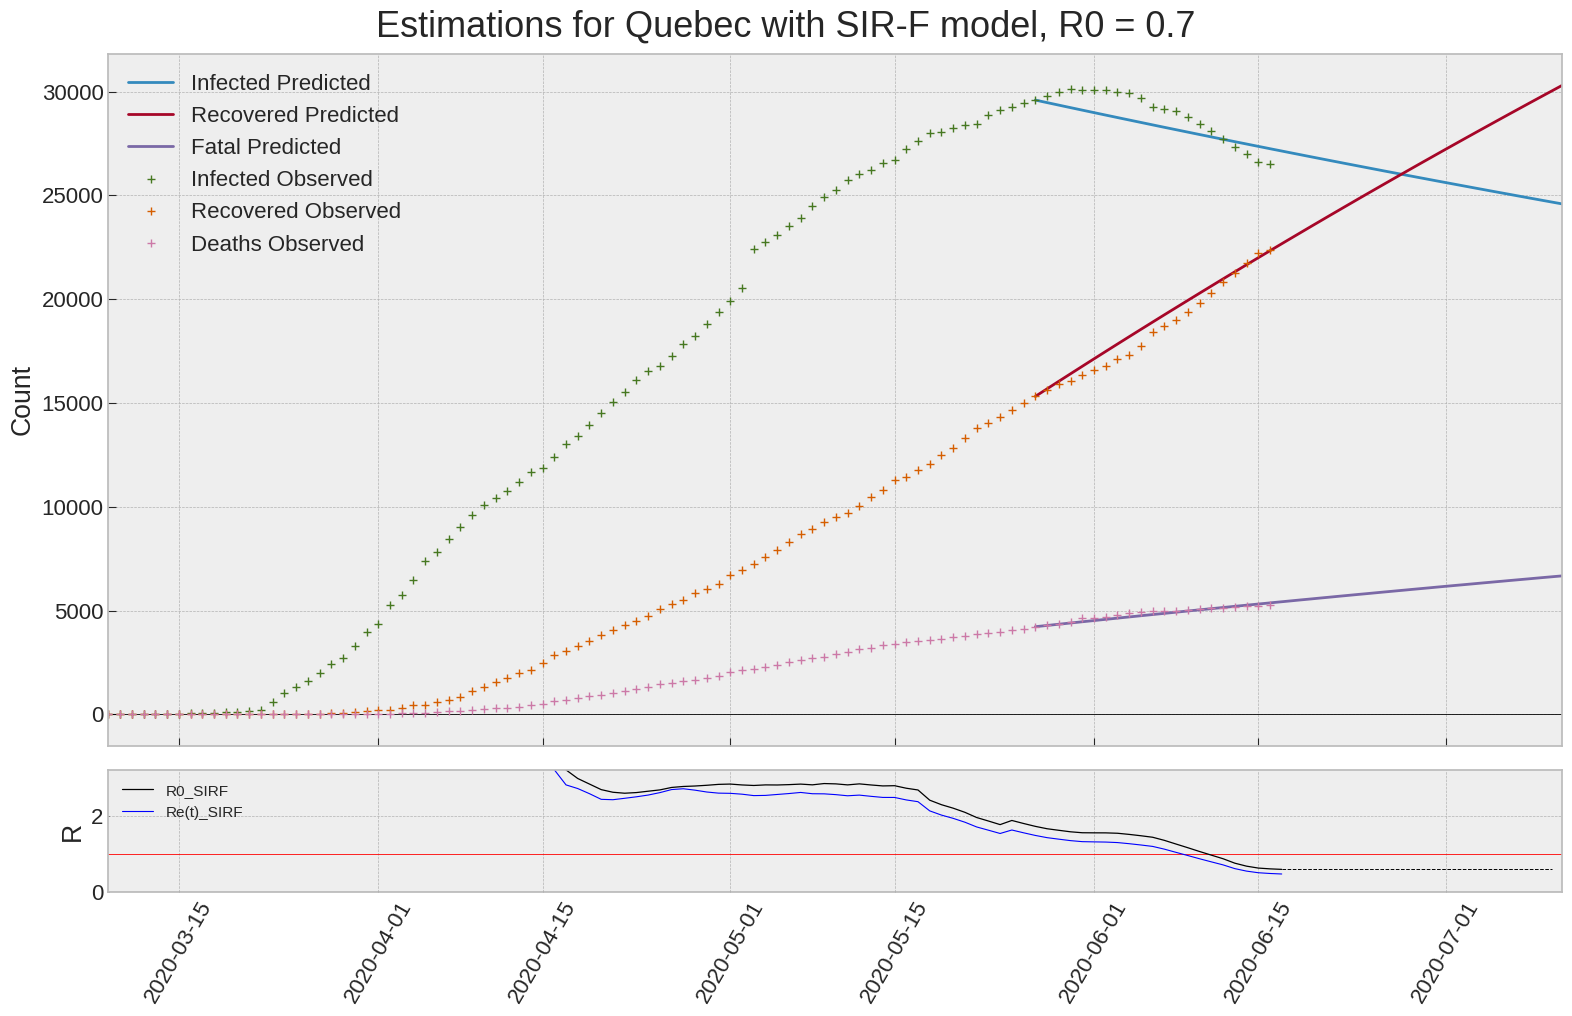 Estimations for Quebec with SIR-F model, R0 = 0.7
Infected Predicted
Recovered Predicted
Fatal Predicted
Infected Observed
Recovered Observed
Deaths Observed
30000
25000
20000
15000
10000
5000
0
Count
R0_SIRF
Re(t)_SIRF
2
0
R
2020-03-15
2020-04-01
2020-04-15
2020-05-01
2020-05-15
2020-06-01
2020-06-15
2020-07-01